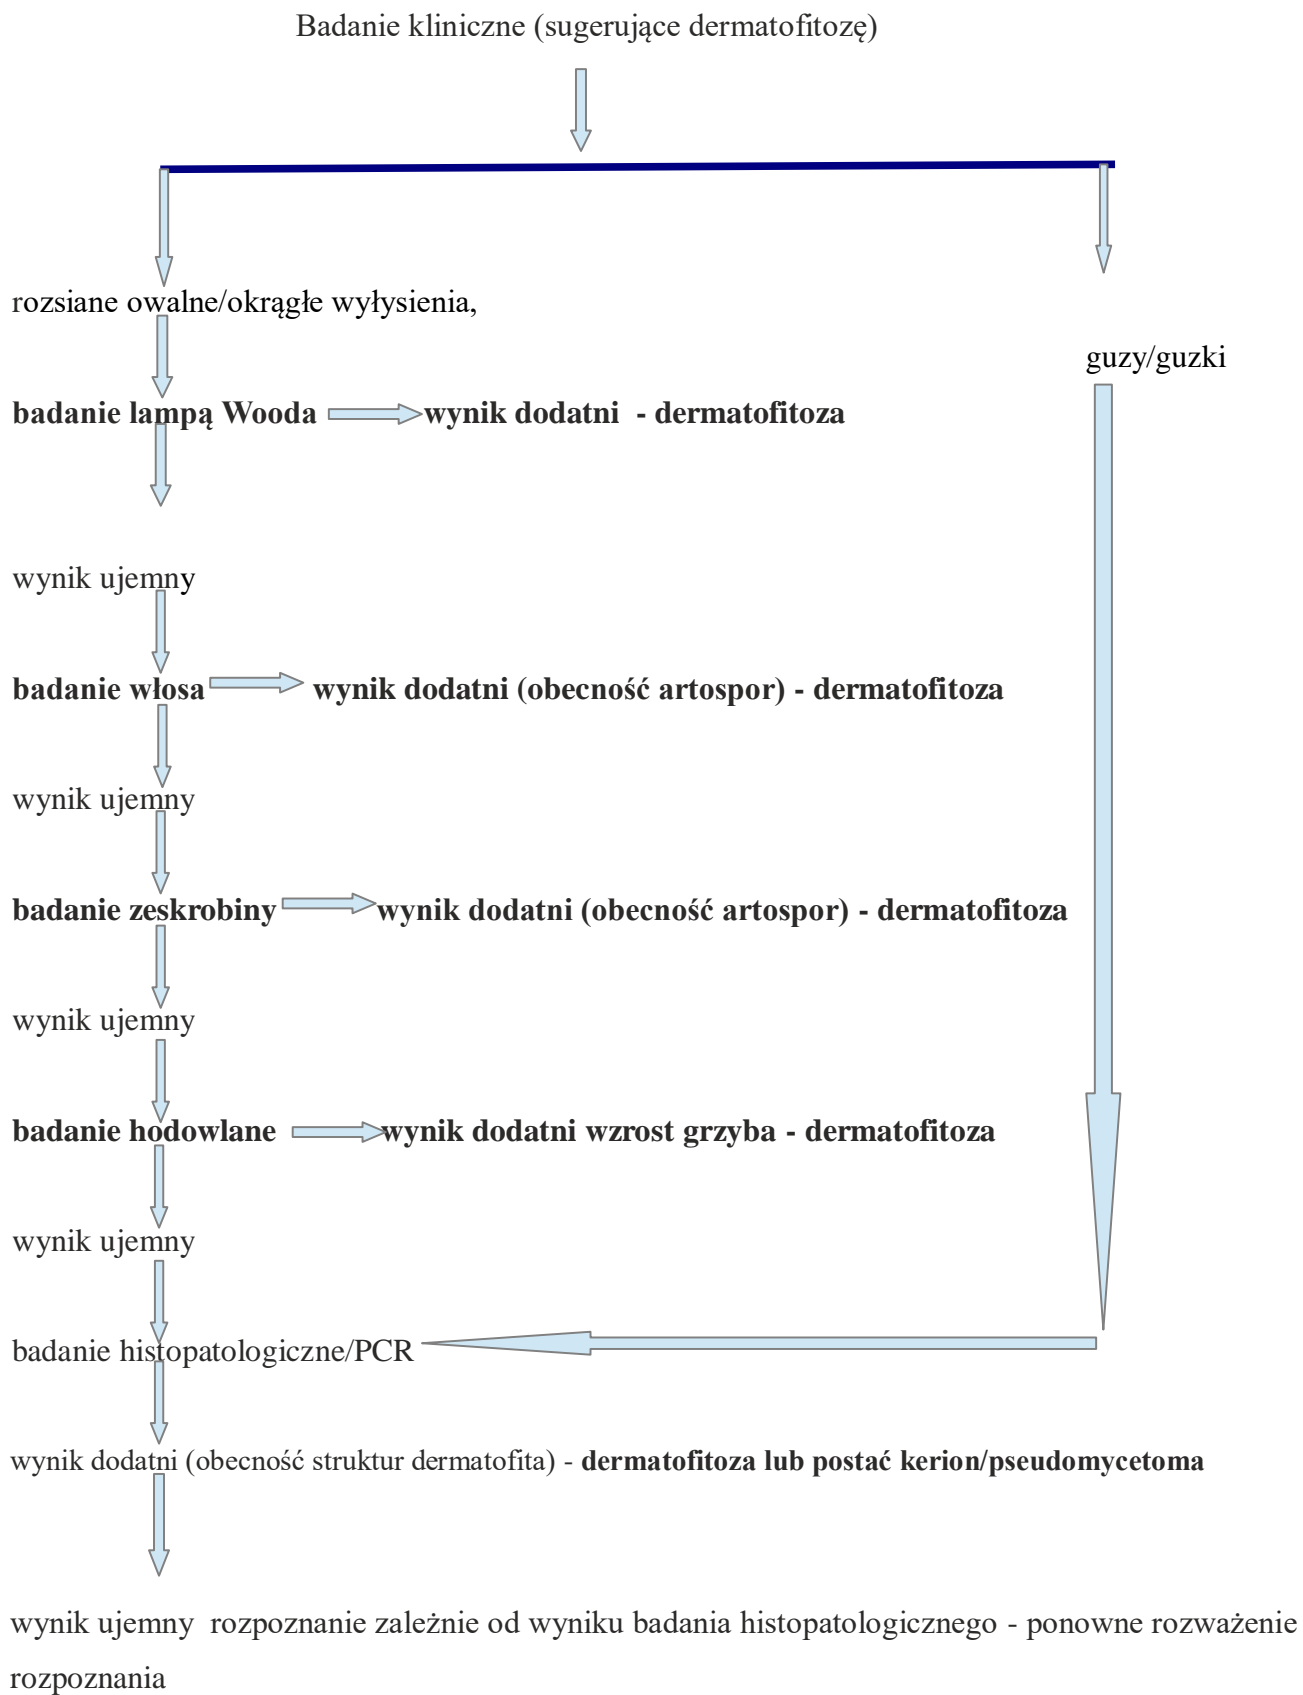 Badanie kliniczne (sugerujące dermatofitozę)
rozsiane owalne/okrągłe wyłysienia,
guzy/guzki
badanie lampą Wooda wynik dodatni - dermatofitoza
wynik ujemny
badanie włosa wynik dodatni (obecność artospor) - dermatofitoza
wynik ujemny
badanie zeskrobiny wynik dodatni (obecność artospor) - dermatofitoza
wynik ujemny
badanie hodowlane wynik dodatni wzrost grzyba - dermatofitoza
wynik ujemny
badanie histopatologiczne/PCR
wynik dodatni (obecność struktur dermatofita) - dermatofitoza lub postać kerion/pseudomycetoma
wynik ujemny rozpoznanie zależnie od wyniku badania histopatologicznego - ponowne rozważenie
rozpoznania